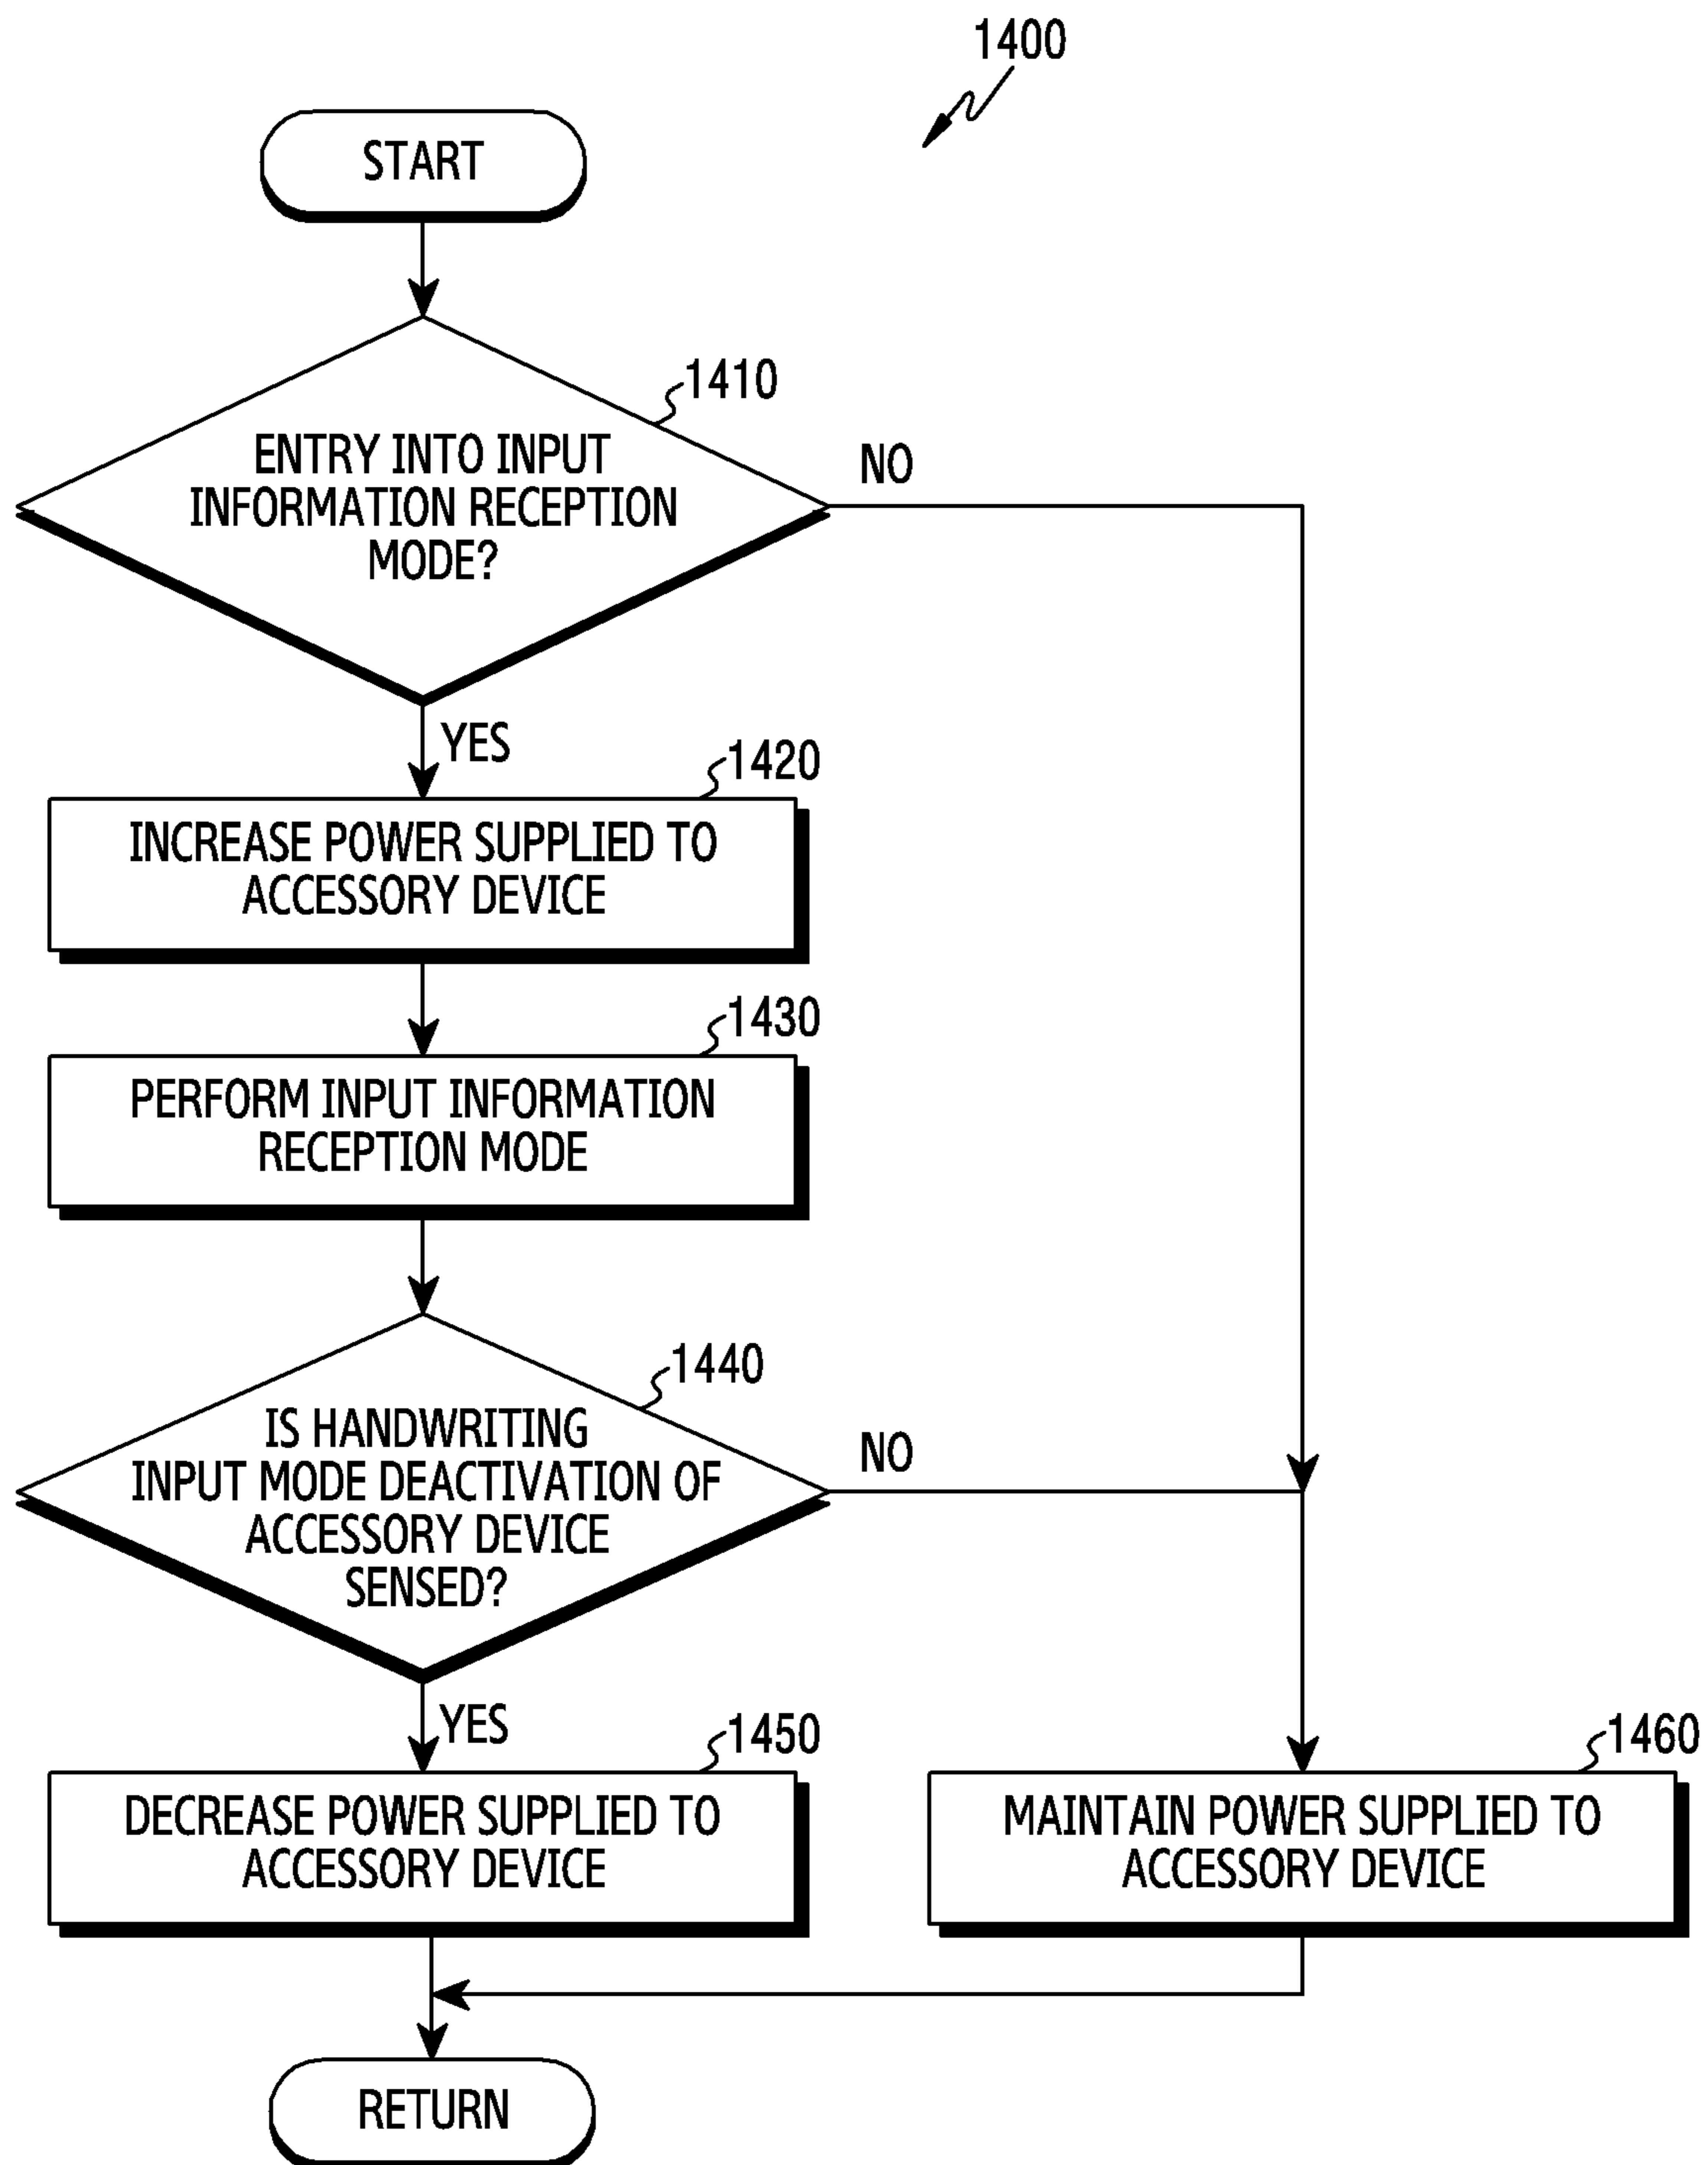 1400
START
1410
ENTRY INTO INPUT
INFORMATION RECEPTION
MODE?
NO
YES
1420
INCREASE POWER SUPPLIED TO
ACCESSORY DEVICE
1430
PERFORM INPUT INFORMATION
RECEPTION MODE
1440
IS HANDWRITING
INPUT MODE DEACTIVATION OF
ACCESSORY DEVICE
SENSED?
NO
YES
1450
DECREASE POWER SUPPLIED TO
ACCESSORY DEVICE
1460
MAINTAIN POWER SUPPLIED TO
ACCESSORY DEVICE
RETURN